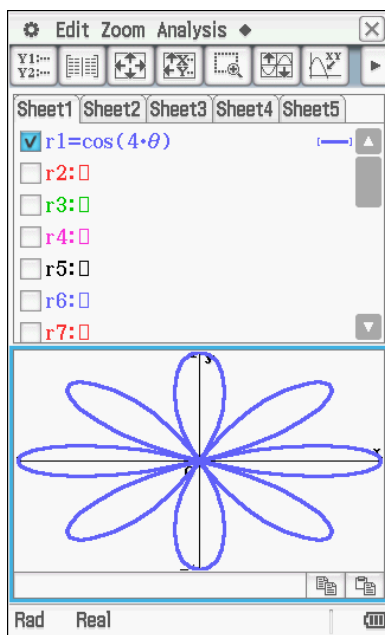 Edit Zoom Analysis ◆
Y1:··· Y2:··· XY
Sheet1 Sheet2 Sheet3 Sheet4 Sheet5
r1=cos(4·θ)
r2:□
r3:□
r4:□
r5:□
r6:□
r7:□
y
x
Rad Real